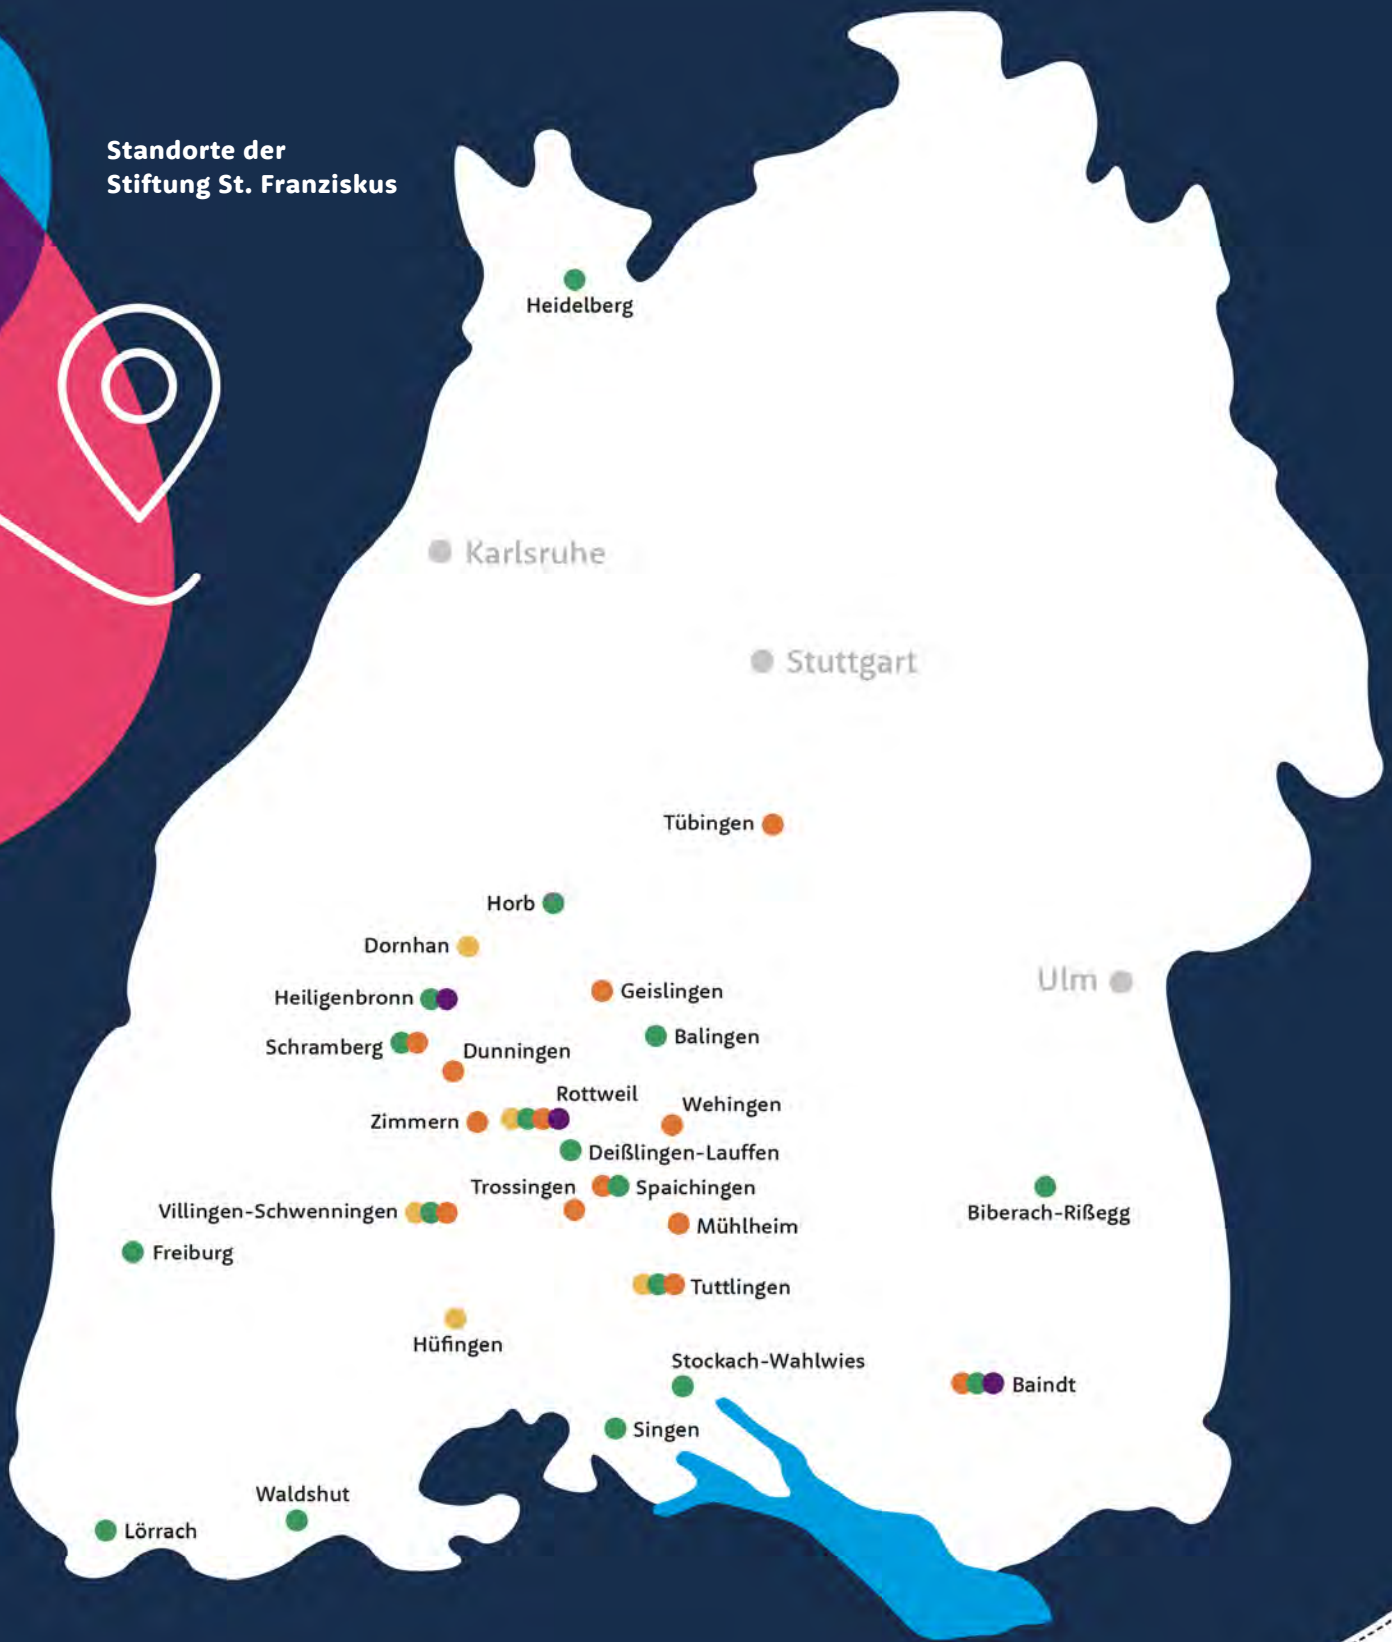 Standorte der
Stiftung St. Franziskus
Heidelberg
Karlsruhe
Stuttgart
Tübingen
Horb
Dornhan
Ulm
Geislingen
Heiligenbronn
Balingen
Schramberg
Dunningen
Rottweil
Wehingen
Zimmern
Deißlingen-Lauffen
Trossingen
Spaichingen
Villingen-Schwenningen
Biberach-Rißegg
Mühlheim
Freiburg
Tuttlingen
Hüfingen
Stockach-Wahlwies
Baindt
Singen
Waldshut
Lörrach